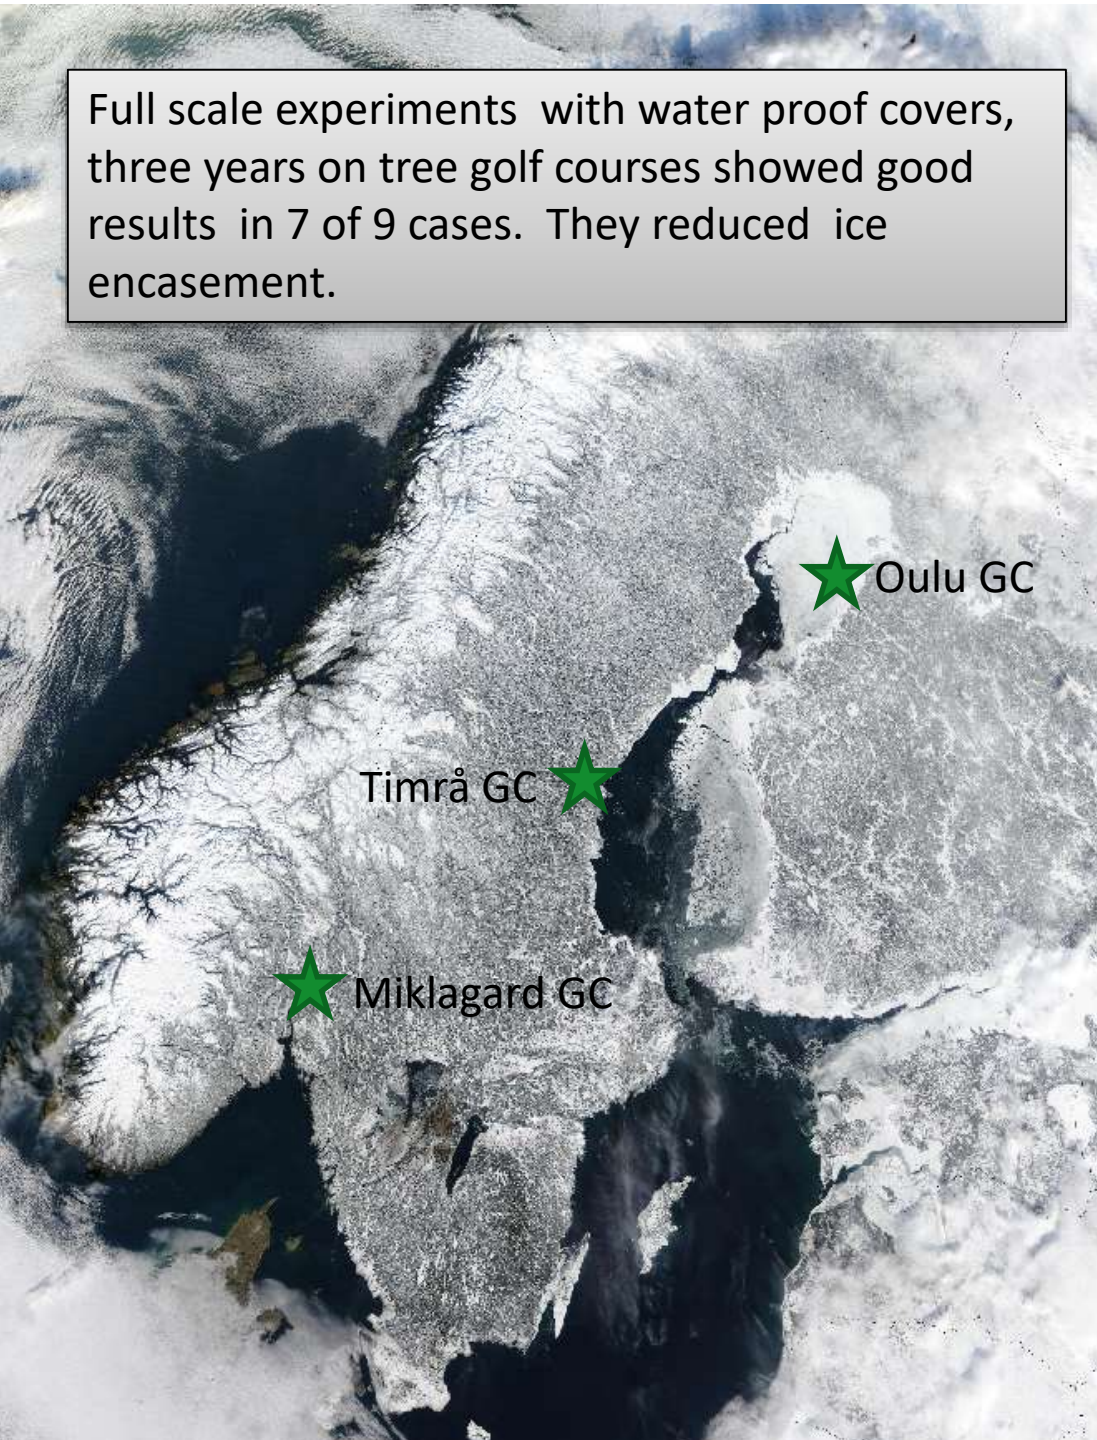 Full scale experiments with water proof covers,
three years on tree golf courses showed good
results in 7 of 9 cases. They reduced ice
encasement.
Oulu GC
Timrå GC
Miklagard GC